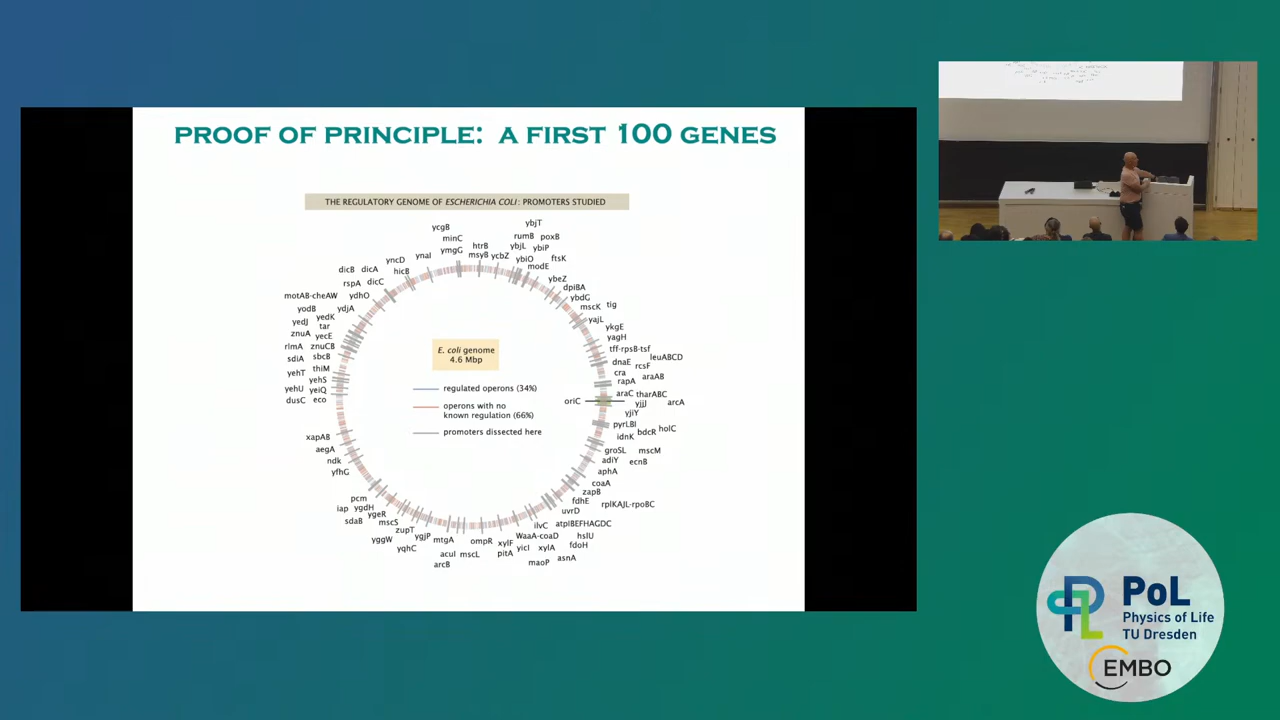 PROOF OF PRINCIPLE: A FIRST 100 GENES
THE REGULATORY GENOME OF ESCHERICHIA COLI: PROMOTERS STUDIED
ybjT
ycgB
rumB poxB
minC
htrB ybjL ybiP
ymgG
msyB ycbZ ybiO ftsK
yncD ynaI
modE
dicB dicA hicB
ybeZ
rspA dicC
dpiBA
motAB-cheAW ydhO
ybdG
mscK tig
yodB ydjA
yedJ yedK
yajL
tar
ykgE
znuA yecE
yagH
rlmA znuCB
tff-rpsB-tsf
sdiA sbcB
leuABCD
dnaE rcsF
yehT thiM
cra araAB
yehS
rapA
yehU yeiQ
araC tharABC
dusC eco
oriC
yjjJ arcA
yjiY
pyrLBI
bdcR holC
xapAB
idnK
aegA
groSL mscM
ndk
adiY ecnB
yfhG
aphA
coaA
zapB
pcm
fdhE rplKAJL-rpoBC
iap ygdH
uvrD
ygeR
sdaB mscS
ilvC atpIBEFHAGDC
zupT
WaaA-coaD hslU
yggW ygjP mtgA ompR xylF
yqhC
yicI xylA fdoH
acuI mscL pitA
asnA
arcB
maoP
E. coli genome
4.6 Mbp
regulated operons (34%)
operons with no
known regulation (66%)
promoters dissected here
PoL
Physics of Life
TU Dresden
EMBO